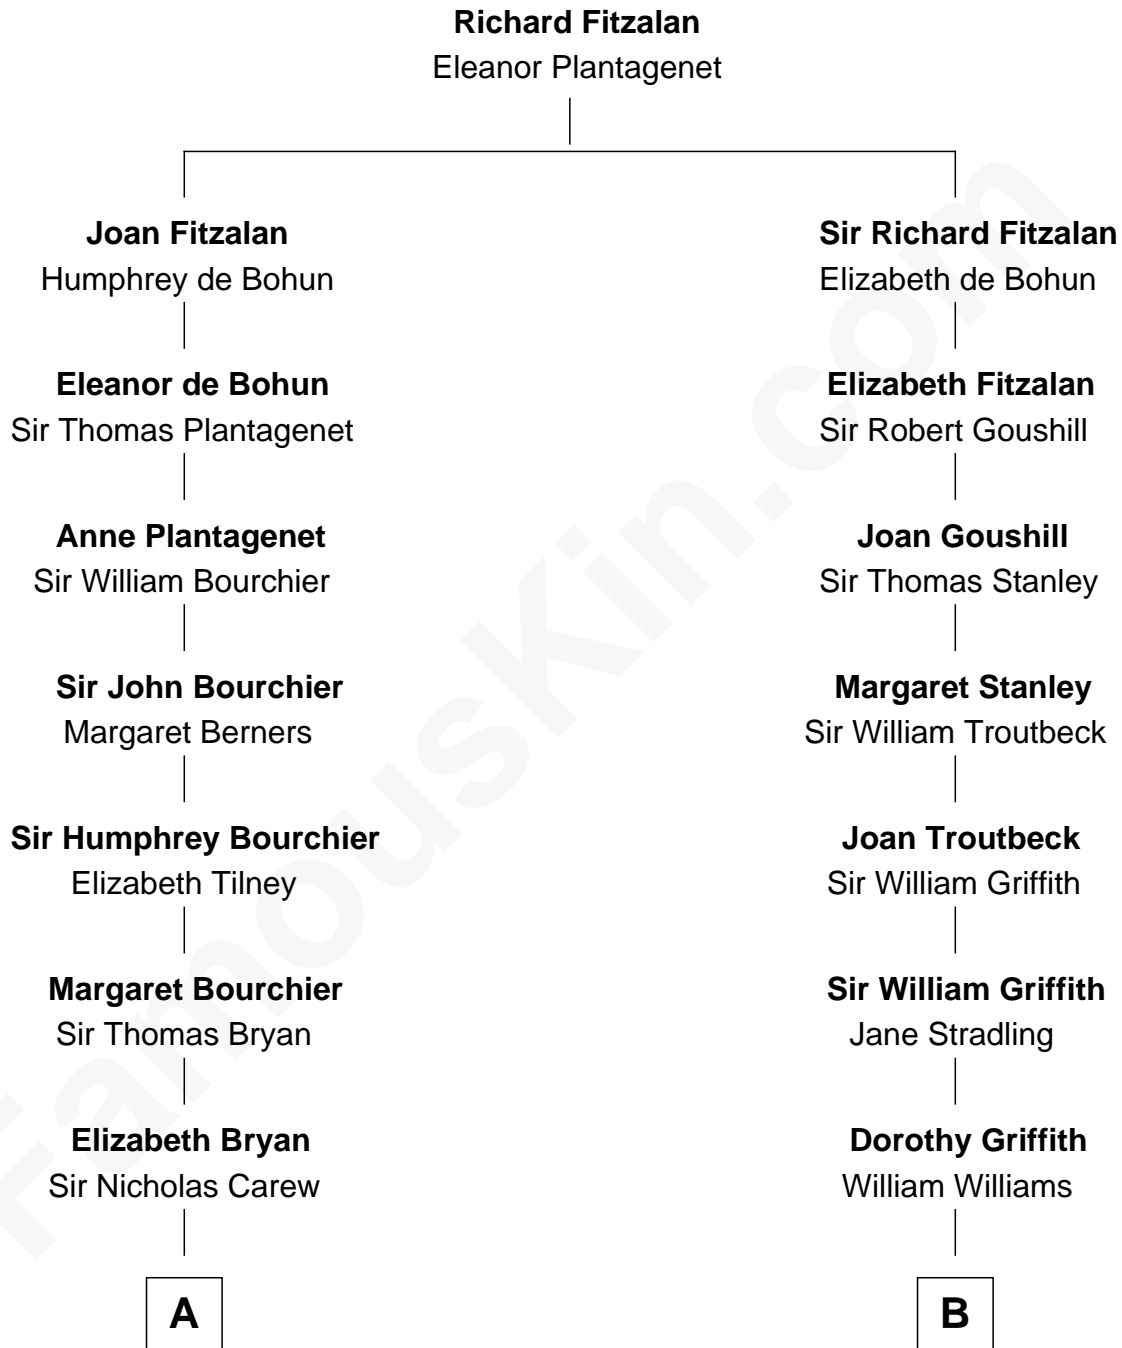 Richard Fitzalan
Eleanor Plantagenet
Joan Fitzalan
Humphrey de Bohun
Sir Richard Fitzalan
Elizabeth de Bohun
Eleanor de Bohun
Sir Thomas Plantagenet
Elizabeth Fitzalan
Sir Robert Goushill
Anne Plantagenet
Sir William Bourchier
Joan Goushill
Sir Thomas Stanley
Sir John Bourchier
Margaret Berners
Margaret Stanley
Sir William Troutbeck
Sir Humphrey Bourchier
Elizabeth Tilney
Joan Troutbeck
Sir William Griffith
Margaret Bourchier
Sir Thomas Bryan
Sir William Griffith
Jane Stradling
Elizabeth Bryan
Sir Nicholas Carew
Dorothy Griffith
William Williams
A
B
FamousKin.com